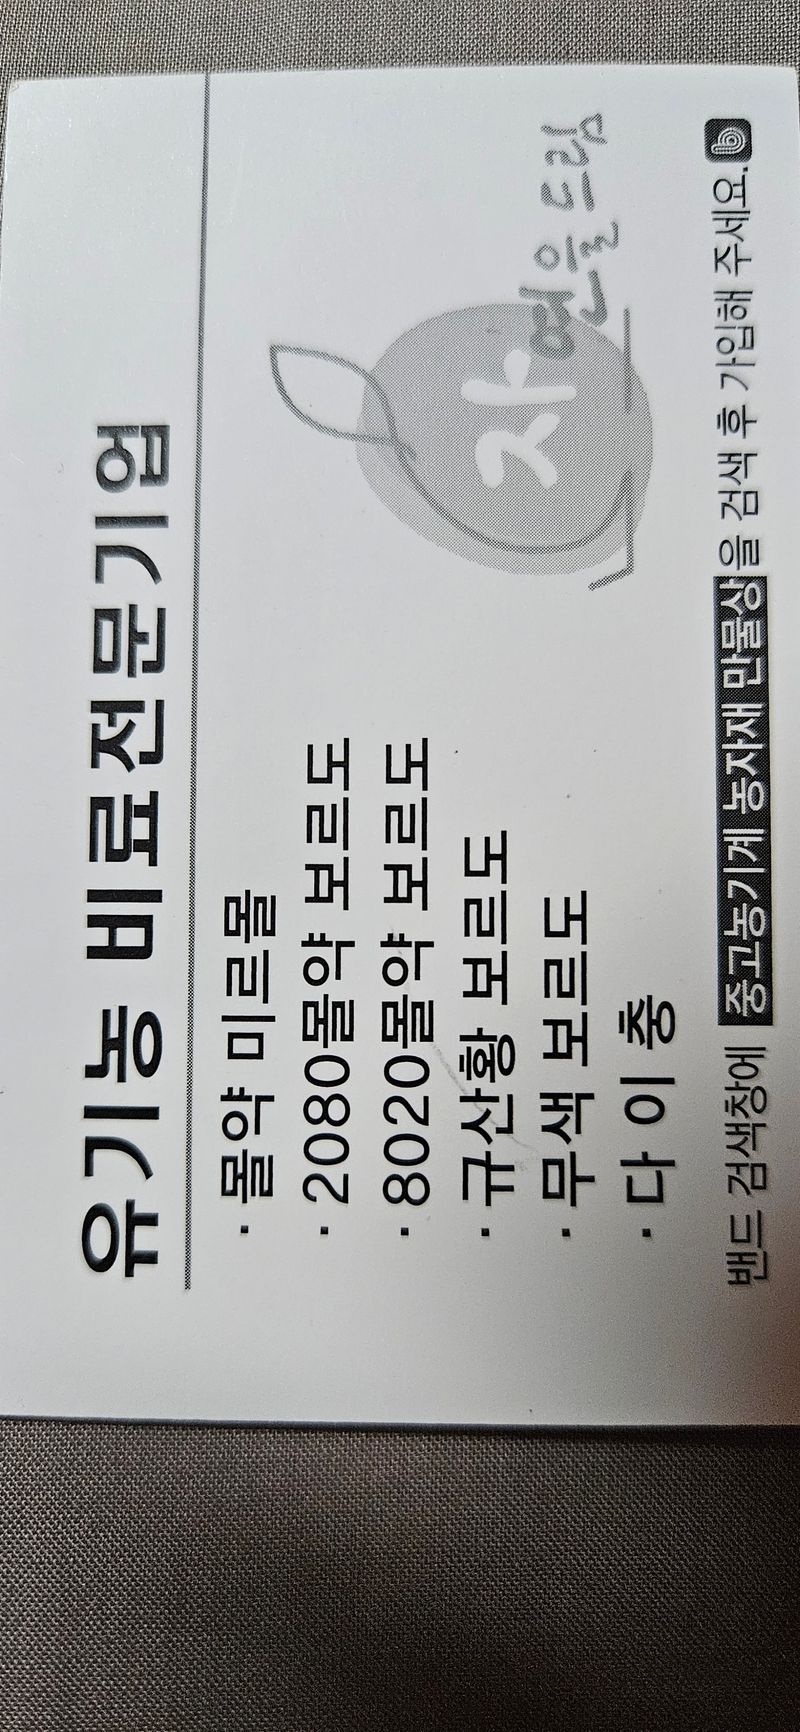 유기농 비료전문기업
· 몰약 미르몰
· 2080몰약 보르도
· 8020몰약 보르도
· 규산황 보르도
· 무색 보르도
· 다 이 충
자연을드림
밴드 검색창에 중고농기계 농자재 만물상을 검색 후 가입해 주세요.